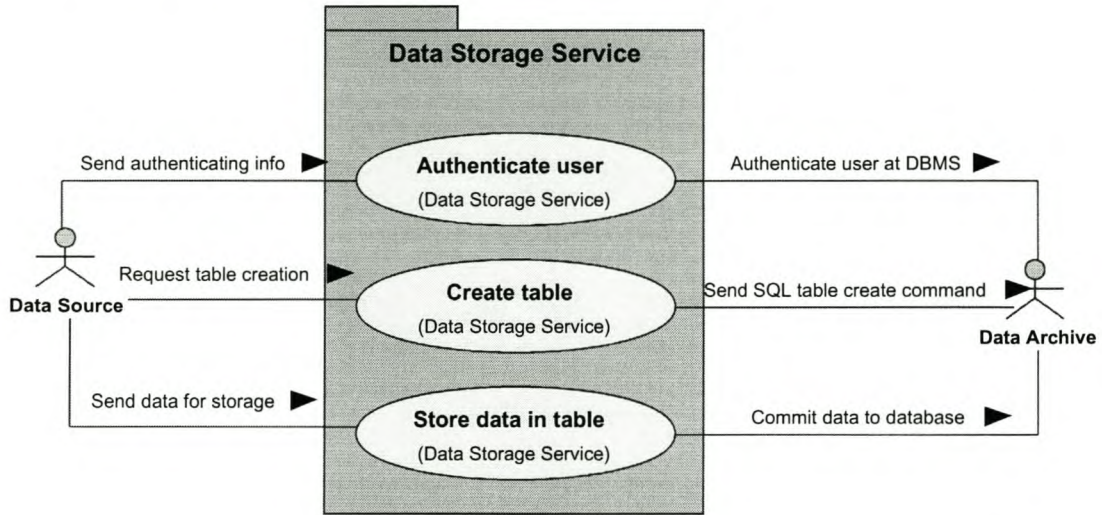 Data Storage Service
Send authenticating info
Authenticate user
(Data Storage Service)
Authenticate user at DBMS
Data Source
Request table creation
Create table
(Data Storage Service)
Send SQL table create command
Data Archive
Send data for storage
Store data in table
(Data Storage Service)
Commit data to database